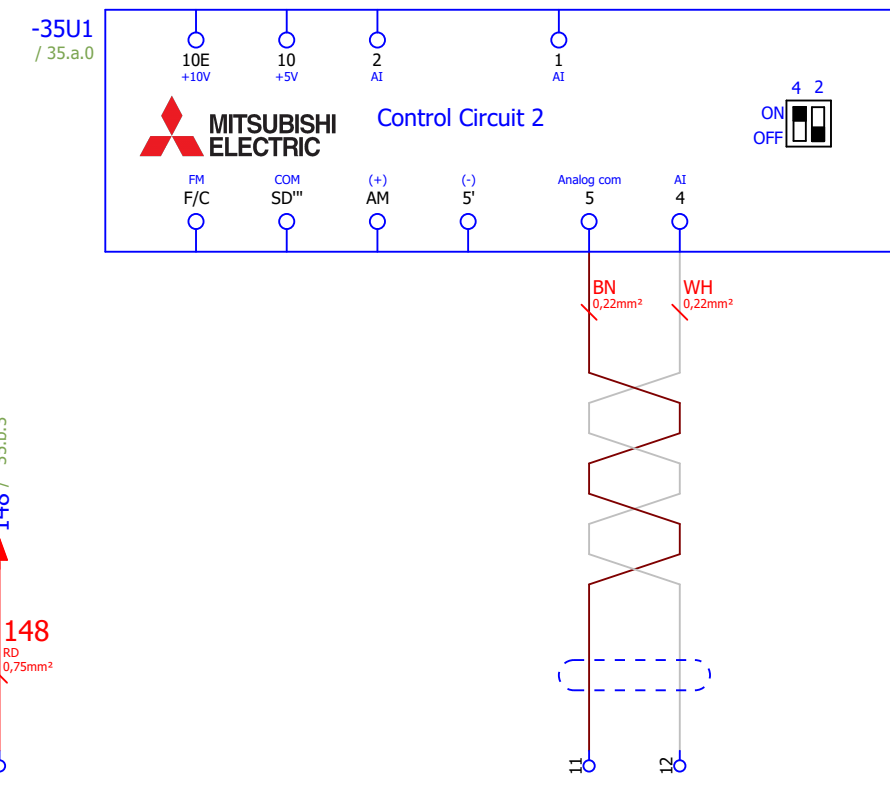 -35U1
/ 35.a.0
10E
+10V
10
+5V
2
AI
1
AI
MITSUBISHI
ELECTRIC
Control Circuit 2
4 2
ON
OFF
FM
F/C
COM
SD'''
(+)
AM
(-)
5'
Analog com
5
AI
4
BN
0,22mm²
WH
0,22mm²
148 /
148
RD
0,75mm²
11
12